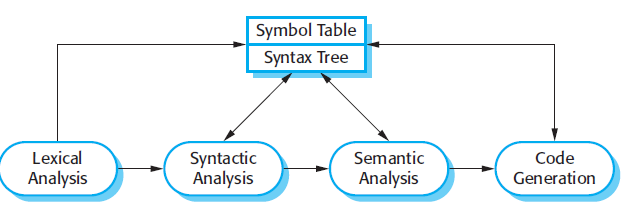 Symbol Table
Syntax Tree
Lexical
Analysis
Syntactic
Analysis
Semantic
Analysis
Code
Generation